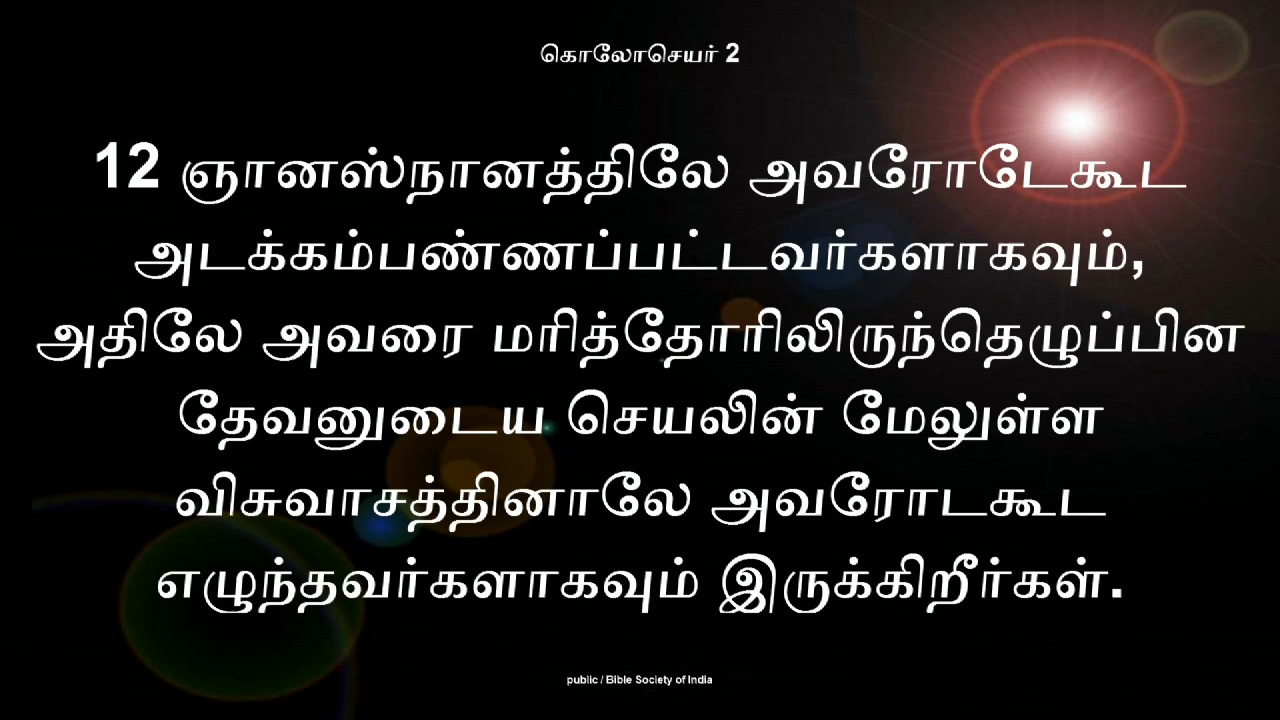 கொலோசெயர் 2
12 ஞானஸ்நானத்திலே அவரோடேகூட
அடக்கம்பண்ணப்பட்டவர்களாகவும்,
அதிலே அவரை மரித்தோரிலிருந்தெழுப்பின
தேவனுடைய செயலின் மேலுள்ள
விசுவாசத்தினாலே அவரோடகூட
எழுந்தவர்களாகவும் இருக்கிறீர்கள்.
public / Bible Society of India